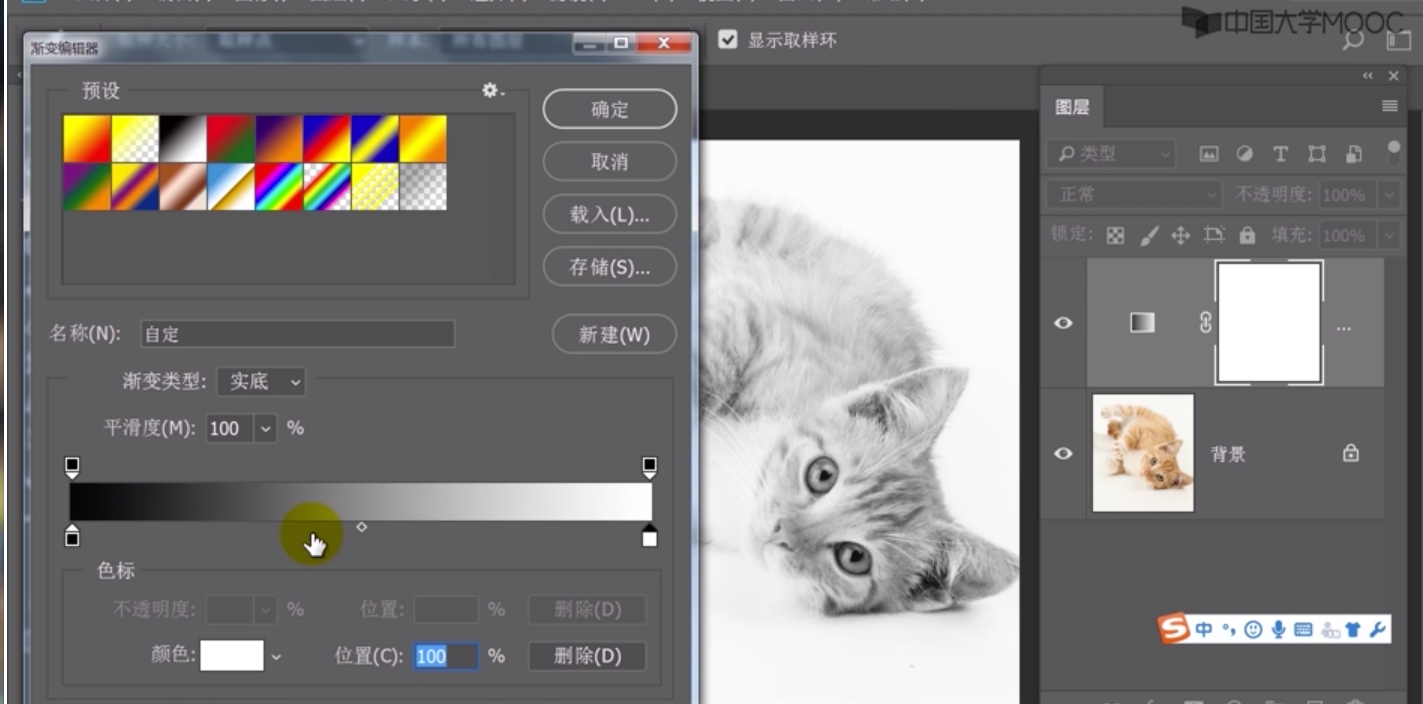 中国大学MOOC
渐变编辑器
显示取样环
预设
确定
取消
载入(L)...
存储(S)...
名称(N): 自定
新建(W)
渐变类型: 实底
平滑度(M): 100 %
色标
不透明度: % 位置: % 删除(D)
颜色: 位置(C): 100 % 删除(D)
图层
类型
正常 不透明度: 100%
锁定: 填充: 100%
...
背景
中